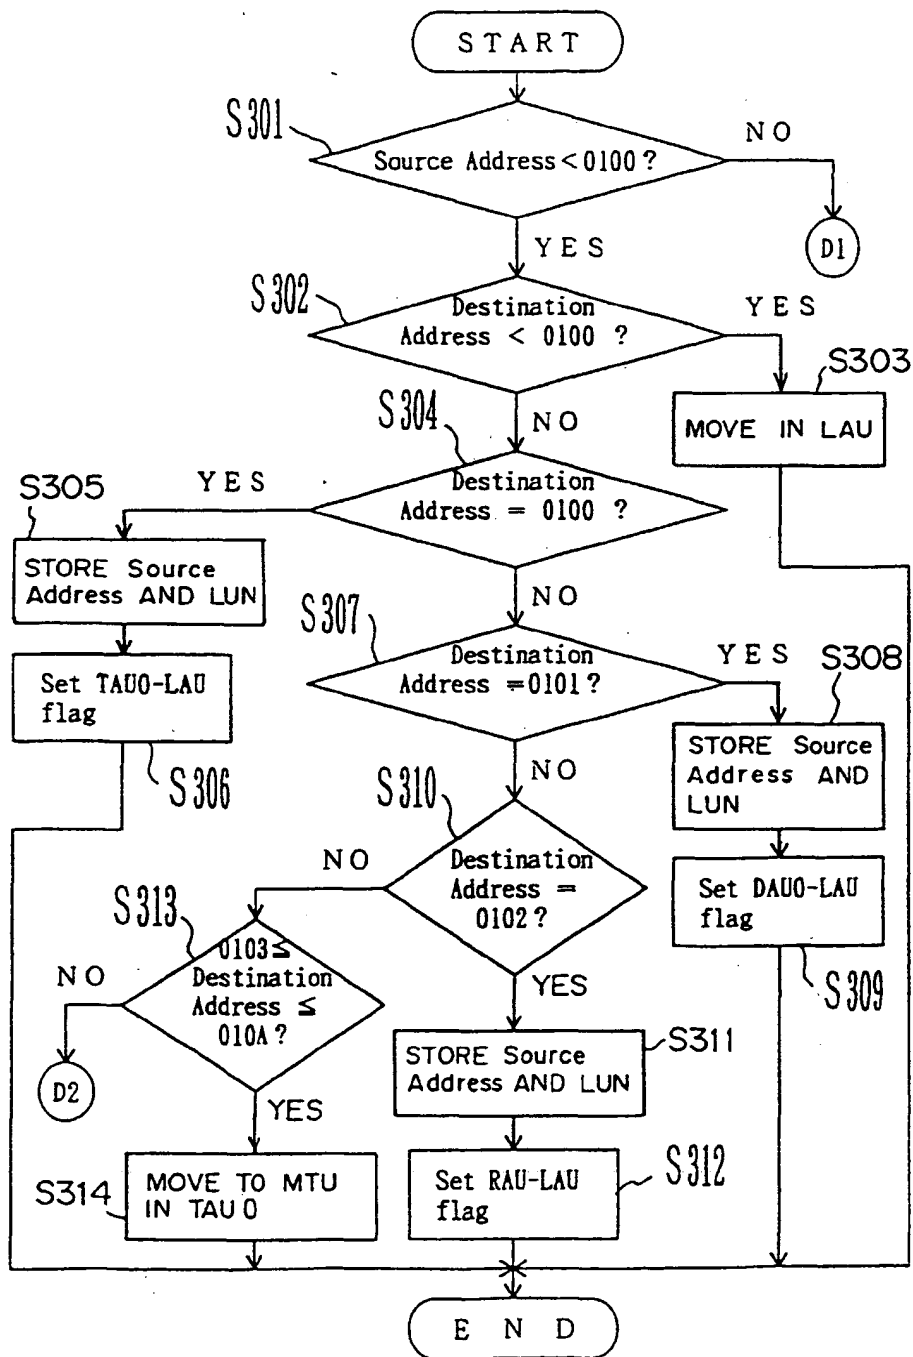 START
S301
Source Address < 0100 ?
NO
D1
YES
S302
Destination
Address < 0100 ?
YES
S303
MOVE IN LAU
NO
S304
Destination
Address = 0100 ?
YES
S305
STORE Source
Address AND LUN
Set TAU0-LAU
flag
S306
NO
S307
Destination
Address =0101 ?
YES
S308
STORE Source
Address AND
LUN
Set DAU0-LAU
flag
S309
NO
S310
Destination
Address =
0102 ?
NO
S313
0103 ≦
Destination
Address ≦
010A ?
NO
D2
YES
S314
MOVE TO MTU
IN TAU 0
YES
S311
STORE Source
Address AND LUN
Set RAU-LAU
flag
S312
END